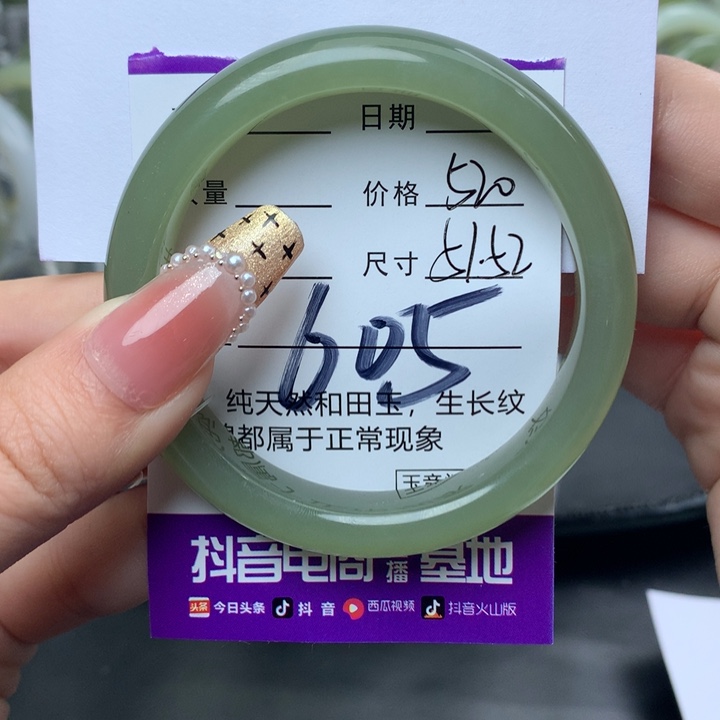 日期
量 价格 520
尺寸 51.52
605
纯天然和田玉，生长纹
都属于正常现象
抖音电商直播基地
今日头条 抖音 西瓜视频 抖音火山版